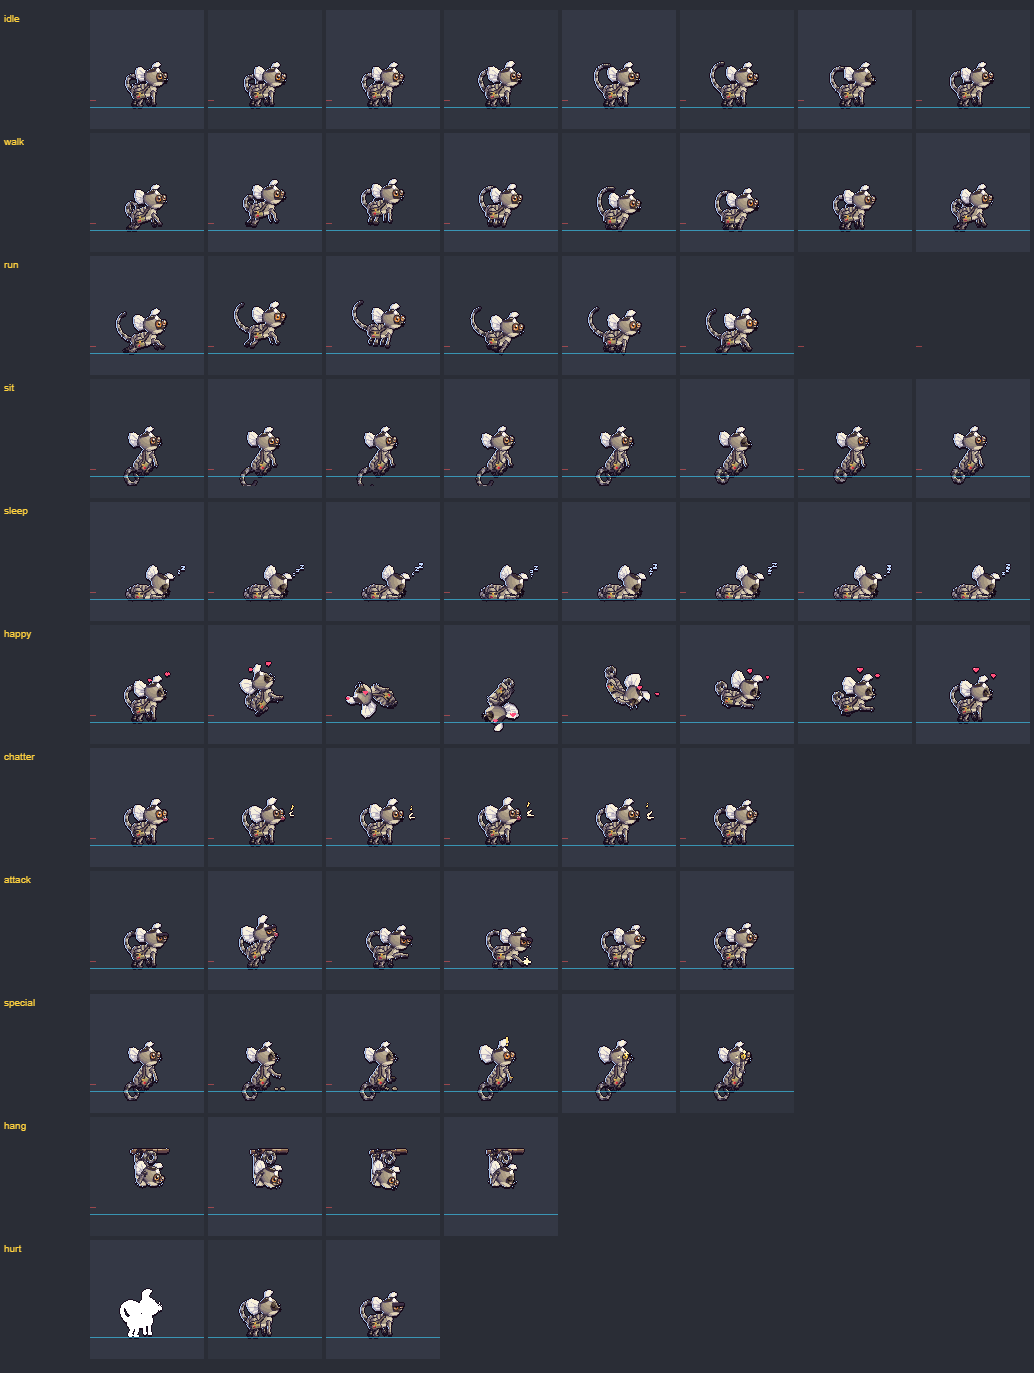 idle
walk
run
sit
sleep
happy
chatter
attack
special
hang
hurt